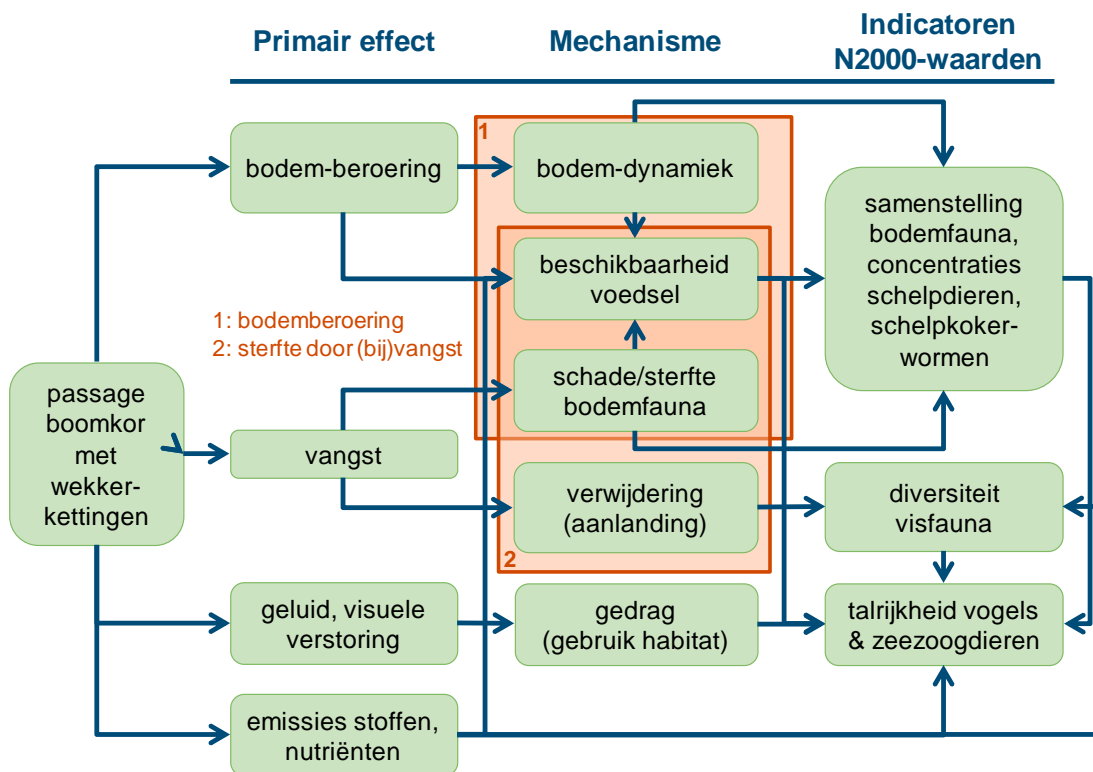 Primair effect
Mechanisme
Indicatoren
N2000-waarden
1
bodem-beroering
bodem-dynamiek
samenstelling
bodemfauna,
concentraties
schelpdieren,
schelpkoker-
wormen
beschikbaarheid
voedsel
1: bodemberoering
2: sterfte door (bij)vangst
schade/sterfte
bodemfauna
passage
boomkor
met
wekker-
kettingen
vangst
verwijdering
(aanlanding)
2
diversiteit
visfauna
geluid, visuele
verstoring
gedrag
(gebruik habitat)
talrijkheid vogels
& zeezoogdieren
emissies stoffen,
nutriënten